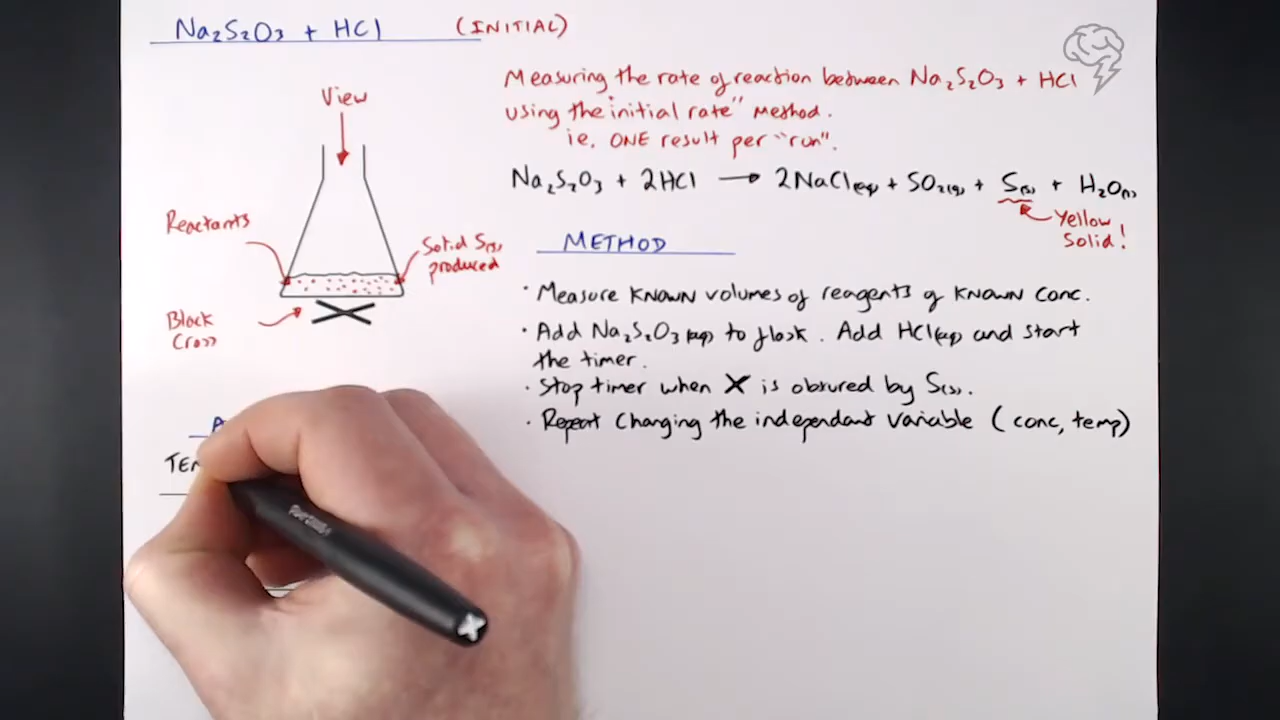 Na2S2O3 + HCl (INITIAL)
View
Reactants
Solid S(s)
produced
Black
Cross
TEM
Measuring the rate of reaction between Na2S2O3 + HCl
using the "initial rate" method.
ie. ONE result per "run".
Na2S2O3 + 2HCl → 2NaCl(aq) + SO2(g) + S(s) + H2O(l)
Yellow
Solid!
METHOD
· Measure KNOWN volumes of reagents of KNOWN conc.
· Add Na2S2O3(aq) to flask. Add HCl(aq) and start
the timer.
· Stop timer when X is obsured by S(s).
· Repeat changing the independant variable (conc, temp)